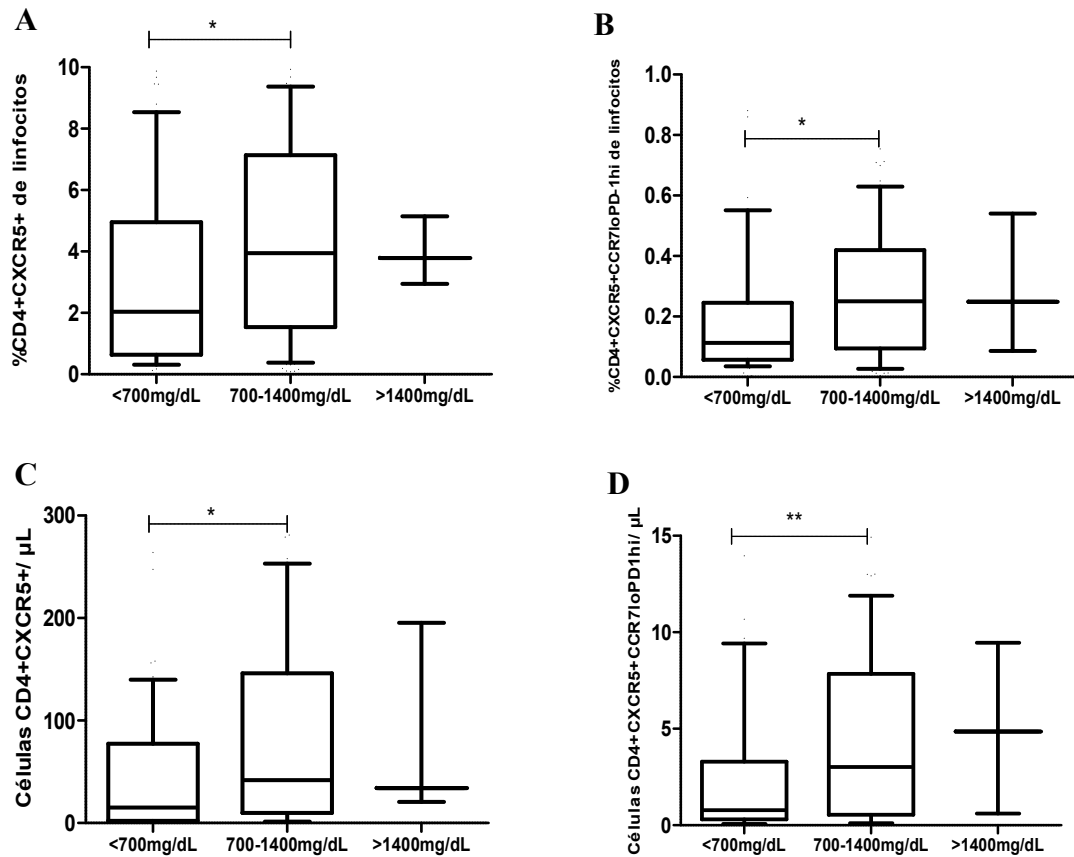 A
%CD4+CXCR5+ de linfocitos
*
10
8
6
4
2
0
<700mg/dL 700-1400mg/dL >1400mg/dL
B
%CD4+CXCR5+CCR7loPD-1hi de linfocitos
*
1.0
0.8
0.6
0.4
0.2
0.0
<700mg/dL 700-1400mg/dL >1400mg/dL
C
Células CD4+CXCR5+/ µL
*
300
200
100
0
<700mg/dL 700-1400mg/dL >1400mg/dL
D
Células CD4+CXCR5+CCR7loPD1hi/ µL
**
15
10
5
0
<700mg/dL 700-1400mg/dL >1400mg/dL